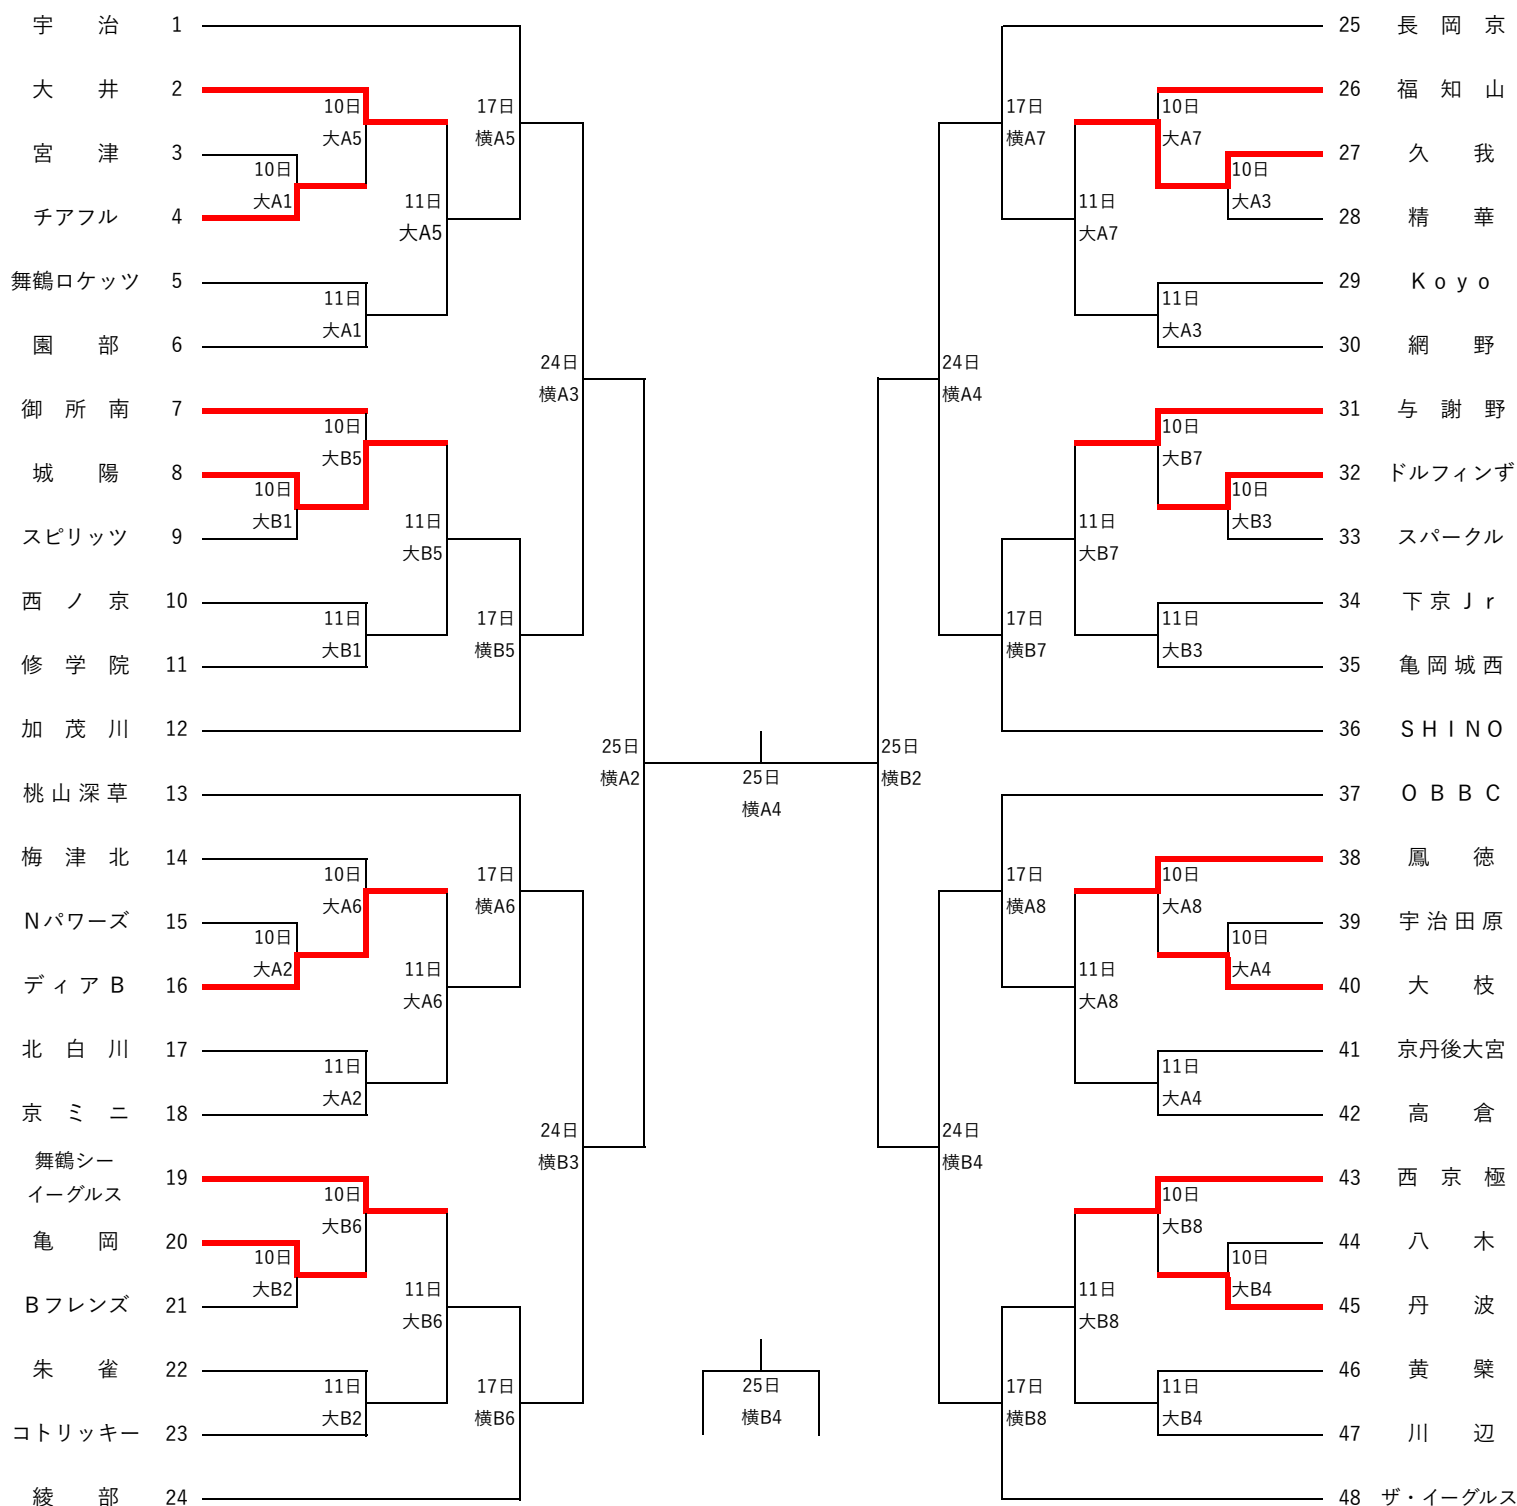 宇治 1
大井 2
10日
大A5
17日
横A5
宮津 3
10日
大A1
チアフル 4
11日
大A5
舞鶴ロケッツ 5
11日
大A1
園部 6
24日
横A3
御所南 7
10日
大B5
城陽 8
10日
大B1
スピリッツ 9
11日
大B5
西ノ京 10
11日
大B1
17日
横B5
修学院 11
加茂川 12
25日
横A2
桃山深草 13
梅津北 14
10日
大A6
17日
横A6
Nパワーズ 15
10日
大A2
ディアB 16
11日
大A6
北白川 17
11日
大A2
京ミニ 18
24日
横B3
舞鶴シー
イーグルス 19
10日
大B6
亀岡 20
10日
大B2
Bフレンズ 21
11日
大B6
朱雀 22
11日
大B2
17日
横B6
コトリッキー 23
綾部 24
25日
横A4
25日
横B4
25 長岡京
26 福知山
17日
横A7
10日
大A7
27 久我
10日
大A3
28 精華
11日
大A7
29 Koyo
11日
大A3
30 網野
24日
横A4
31 与謝野
10日
大B7
32 ドルフィンず
10日
大B3
33 スパークル
11日
大B7
34 下京Jr
17日
横B7
11日
大B3
35 亀岡城西
36 SHINO
25日
横B2
37 OBBC
38 鳳徳
17日
横A8
10日
大A8
39 宇治田原
10日
大A4
40 大枝
11日
大A8
41 京丹後大宮
11日
大A4
42 高倉
24日
横B4
43 西京極
10日
大B8
44 八木
10日
大B4
45 丹波
11日
大B8
46 黄檗
17日
横B8
11日
大B4
47 川辺
48 ザ・イーグルス